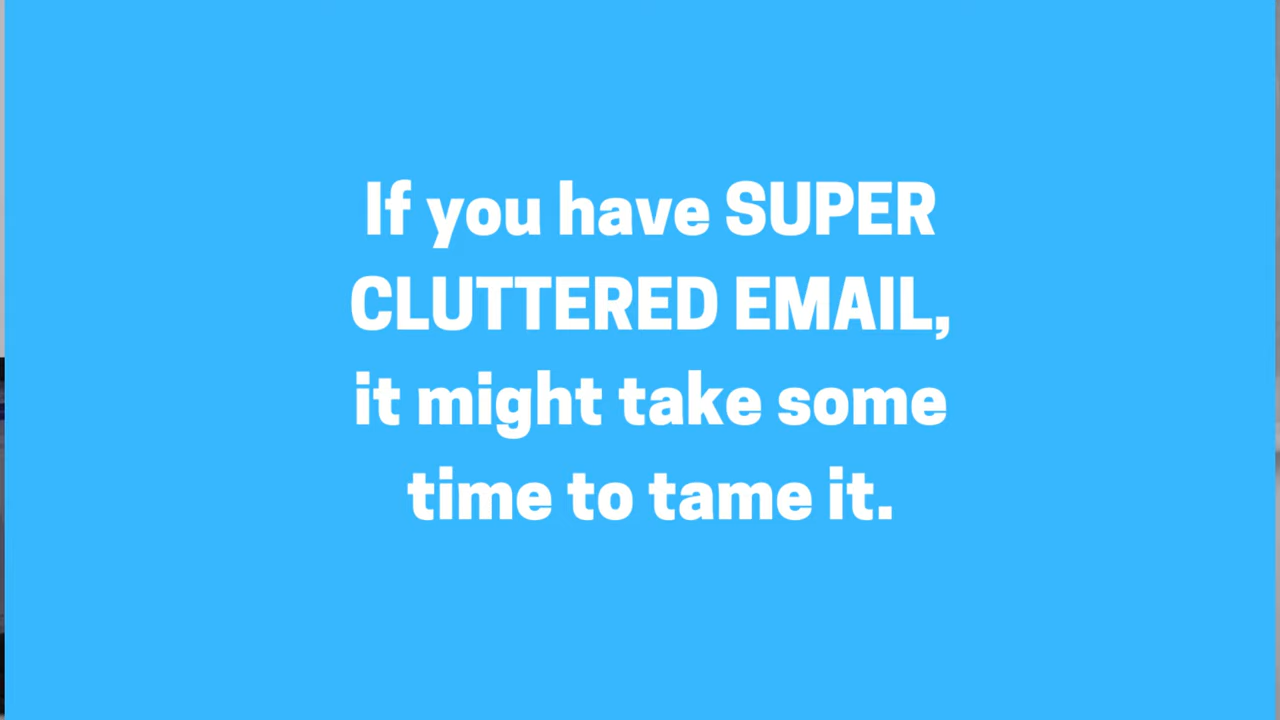 If you have SUPER
CLUTTERED EMAIL,
it might take some
time to tame it.